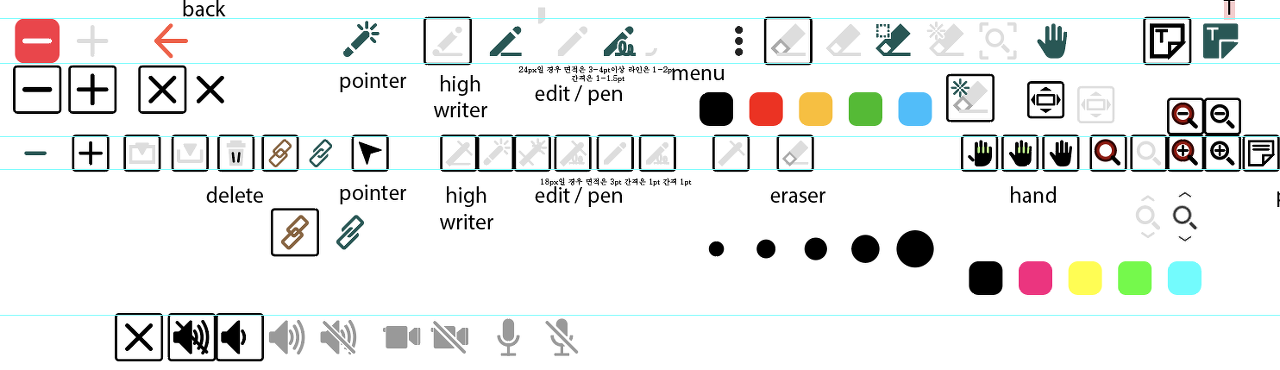 back
T
T
T
pointer
high
writer
24px일 경우 면적은 3-4pt이상 라인은 1-2pt
간격은 1-1.5pt
edit / pen
menu
18px일 경우 면적은 3pt 간격은 1pt 간격 1pt
delete
pointer
high
writer
edit / pen
eraser
hand